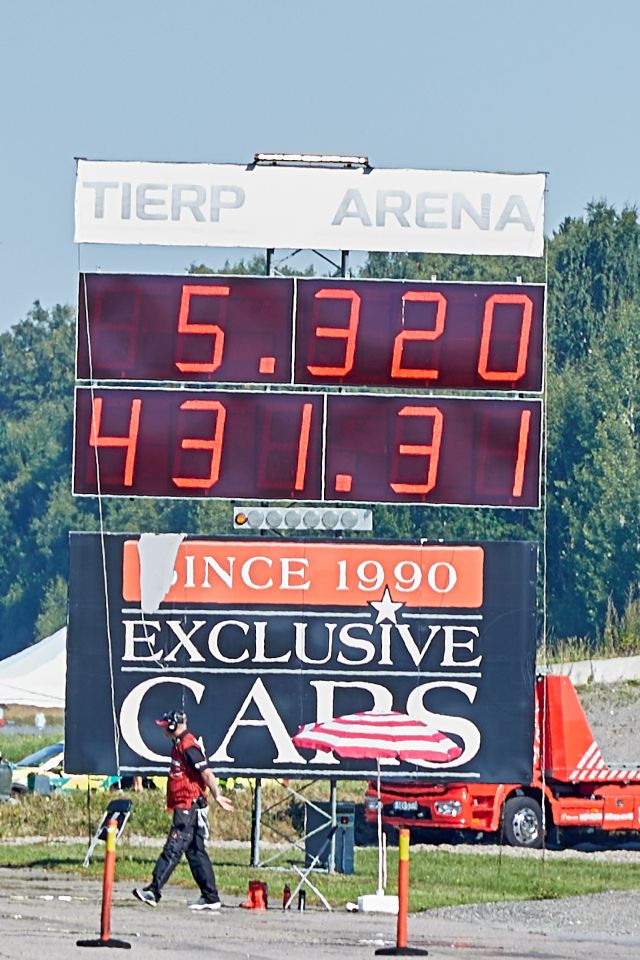 TIERP ARENA
5.320
431.31
SINCE 1990
EXCLUSIVE
CARS